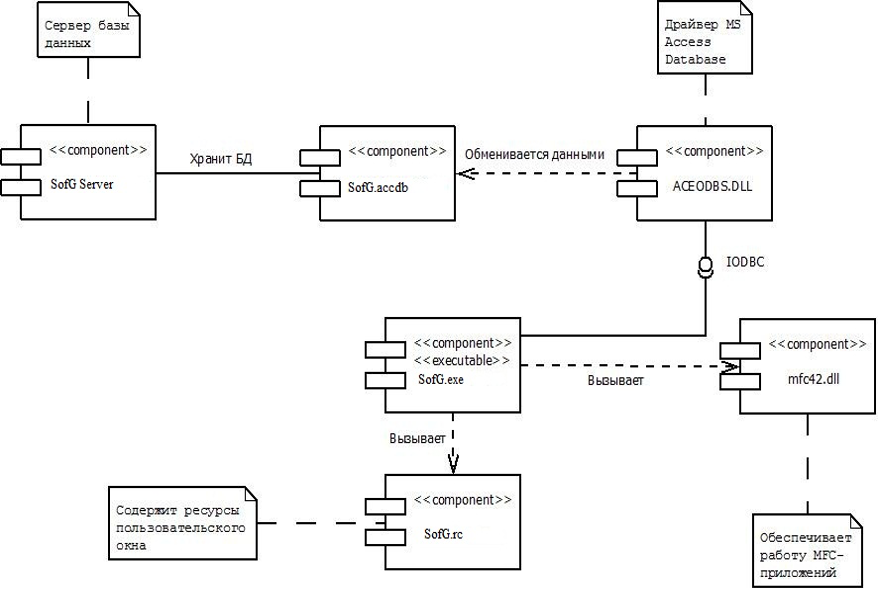 Сервер базы
данных
Драйвер MS
Access
Database
<<component>>
SofG Server
Хранит БД
<<component>>
SofG.accdb
Обменивается данными
<<component>>
ACEODBS.DLL
IODBC
<<component>>
<<executable>>
SofG.exe
Вызывает
<<component>>
mfc42.dll
Вызывает
<<component>>
SofG.rc
Содержит ресурсы
пользовательского
окна
Обеспечивает
работу MFC-
приложений